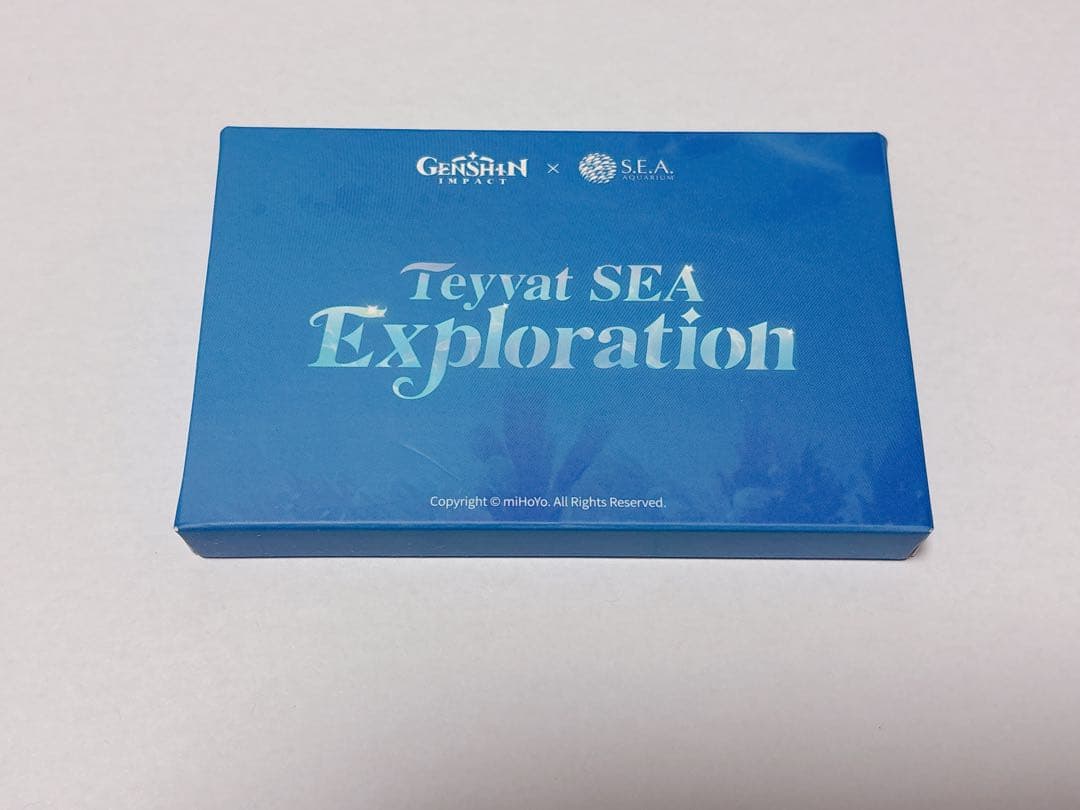 GENSHIN IMPACT × S.E.A. AQUARIUM
Teyvat SEA
Exploration
Copyright © miHoYo. All Rights Reserved.